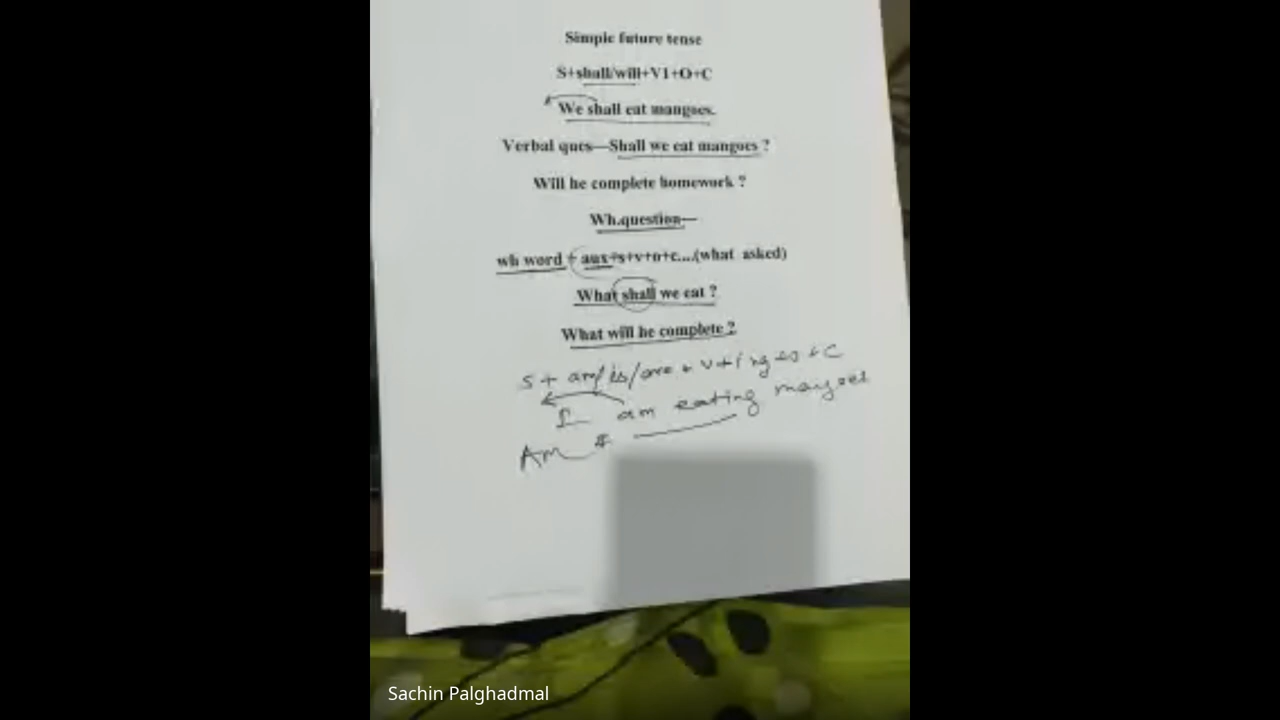 Simple future tense
S+shall/will+V1+O+C
We shall eat mangoes.
Verbal ques—Shall we eat mangoes ?
Will he complete homework ?
Wh.question—
wh word + aux+s+v+o+c....(what asked)
What shall we eat ?
What will he complete ?
S + am/is/are + v+ing+o+C
I am eating mangoes
Am I
Sachin Palghadmal